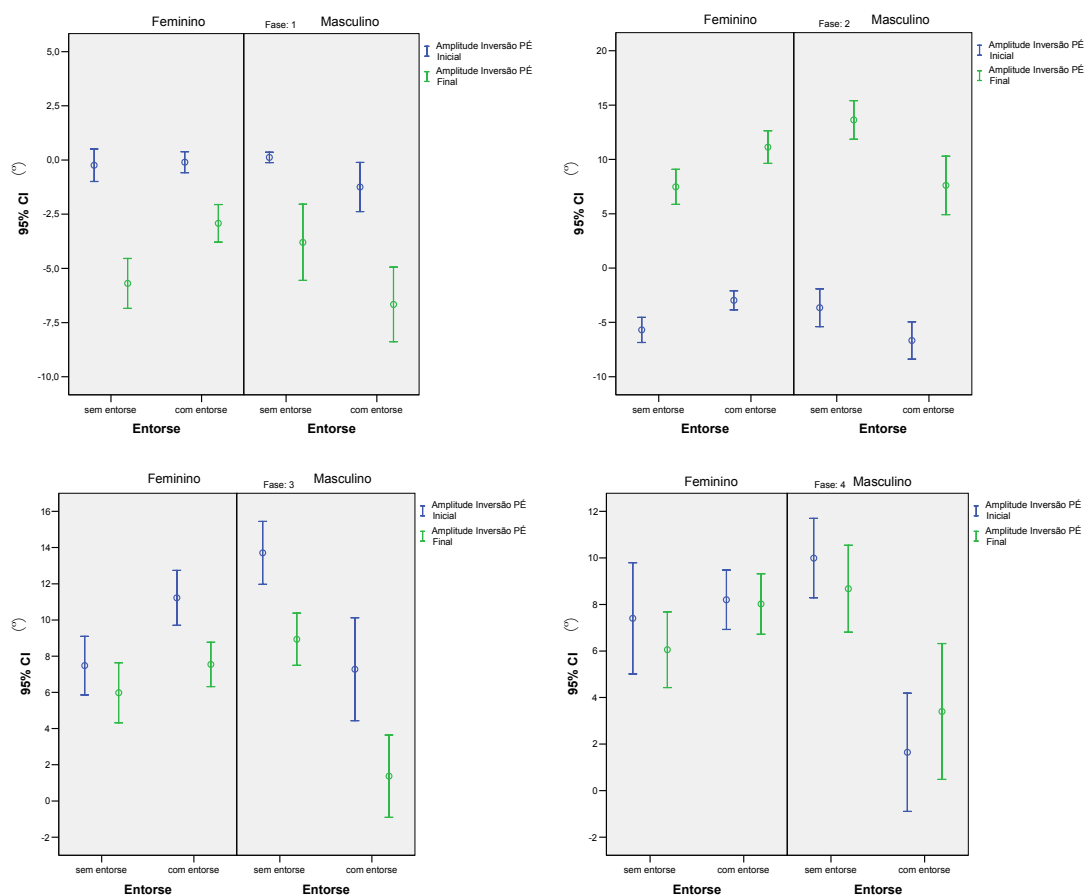 Feminino
Fase: 1
Masculino
Amplitude Inversão PÉ
Inicial
Amplitude Inversão PÉ
Final
95% CI (º)
5,0
2,5
0,0
-2,5
-5,0
-7,5
-10,0
sem entorse
com entorse
sem entorse
com entorse
Entorse
Entorse
Feminino
Fase: 2
Masculino
Amplitude Inversão PÉ
Inicial
Amplitude Inversão PÉ
Final
95% CI (º)
20
15
10
5
0
-5
-10
sem entorse
com entorse
sem entorse
com entorse
Entorse
Entorse
Feminino
Fase: 3
Masculino
Amplitude Inversão PÉ
Inicial
Amplitude Inversão PÉ
Final
95% CI (º)
16
14
12
10
8
6
4
2
0
-2
sem entorse
com entorse
sem entorse
com entorse
Entorse
Entorse
Feminino
Fase: 4
Masculino
Amplitude Inversão PÉ
Inicial
Amplitude Inversão PÉ
Final
95% CI (º)
12
10
8
6
4
2
0
-2
sem entorse
com entorse
sem entorse
com entorse
Entorse
Entorse